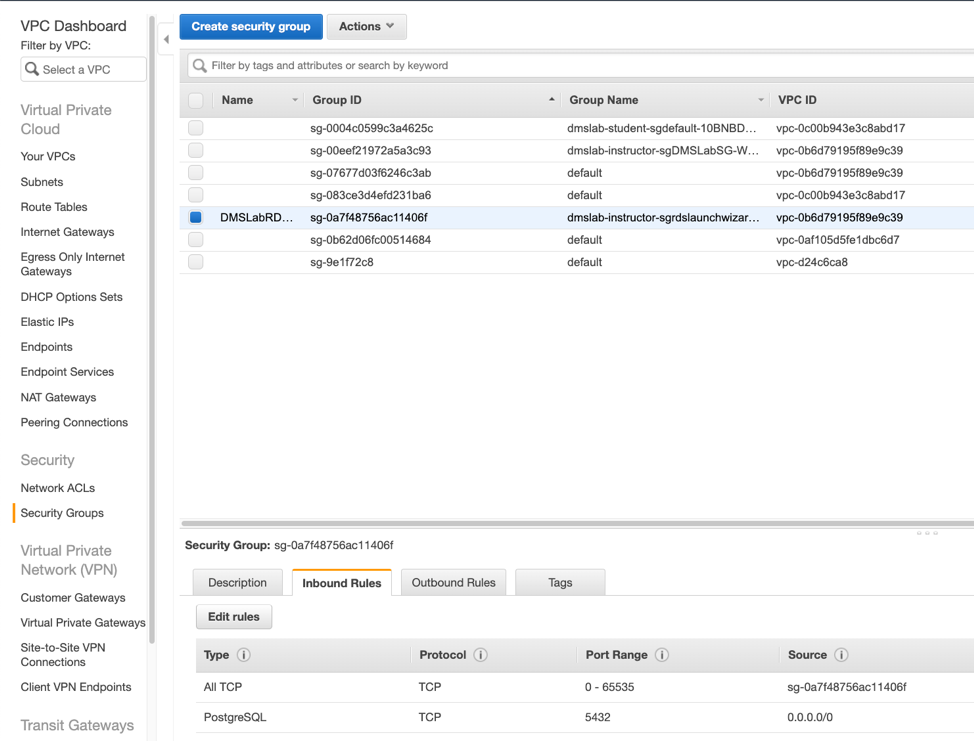 VPC Dashboard
Filter by VPC:
Select a VPC
Virtual Private
Cloud
Your VPCs
Subnets
Route Tables
Internet Gateways
Egress Only Internet
Gateways
DHCP Options Sets
Elastic IPs
Endpoints
Endpoint Services
NAT Gateways
Peering Connections
Security
Network ACLs
Security Groups
Virtual Private
Network (VPN)
Customer Gateways
Virtual Private Gateways
Site-to-Site VPN
Connections
Client VPN Endpoints
Transit Gateways
Create security group Actions
Filter by tags and attributes or search by keyword
Name Group ID Group Name VPC ID
sg-0004c0599c3a4625c dmslab-student-sgdefault-10BNBD... vpc-0c00b943e3c8abd17
sg-00eef21972a5a3c93 dmslab-instructor-sgDMSLabSG-W... vpc-0b6d79195f89e9c39
sg-07677d03f6246c3ab default vpc-0b6d79195f89e9c39
sg-083ce3d4efd231ba6 default vpc-0c00b943e3c8abd17
DMSLabRD... sg-0a7f48756ac11406f dmslab-instructor-sgrdslaunchwizar... vpc-0b6d79195f89e9c39
sg-0b62d06fc00514684 default vpc-0af105d5fe1dbc6d7
sg-9e1f72c8 default vpc-d24c6ca8
Security Group: sg-0a7f48756ac11406f
Description Inbound Rules Outbound Rules Tags
Edit rules
Type Protocol Port Range Source
All TCP TCP 0 - 65535 sg-0a7f48756ac11406f
PostgreSQL TCP 5432 0.0.0.0/0